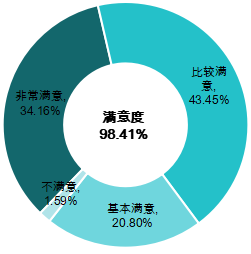 比较满
意,
43.45%
非常满意,
34.16%
满意度
98.41%
不满意,
1.59%
基本满意,
20.80%